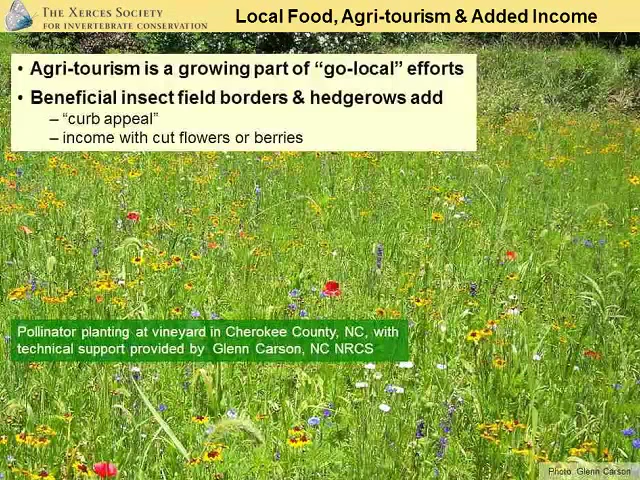 THE XERCES SOCIETY
FOR INVERTEBRATE CONSERVATION
Local Food, Agri-tourism & Added Income
• Agri-tourism is a growing part of “go-local” efforts
• Beneficial insect field borders & hedgerows add
– “curb appeal”
– income with cut flowers or berries
Pollinator planting at vineyard in Cherokee County, NC, with
technical support provided by Glenn Carson, NC NRCS
Photo: Glenn Carson